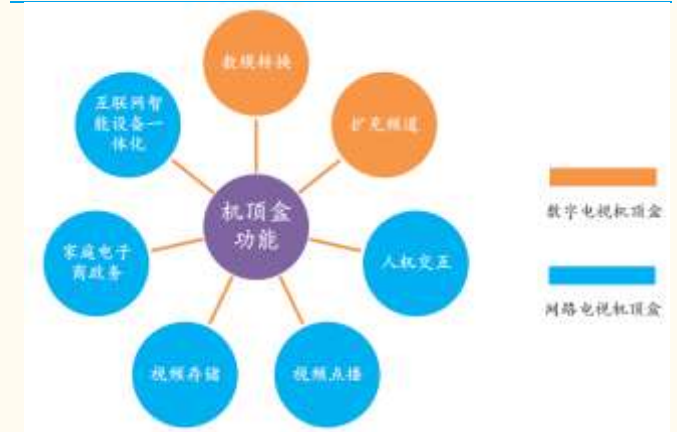 数模转换
扩充频道
人机交互
视频点播
视频存储
家庭电子
商政务
互联网智
能设备一
体化
机顶盒
功能
数字电视机顶盒
网络电视机顶盒